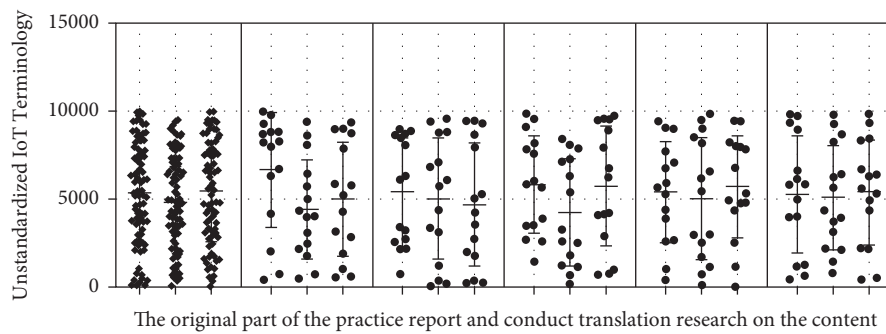 Unstandardized IoT Terminology
15000
10000
5000
0
The original part of the practice report and conduct translation research on the content